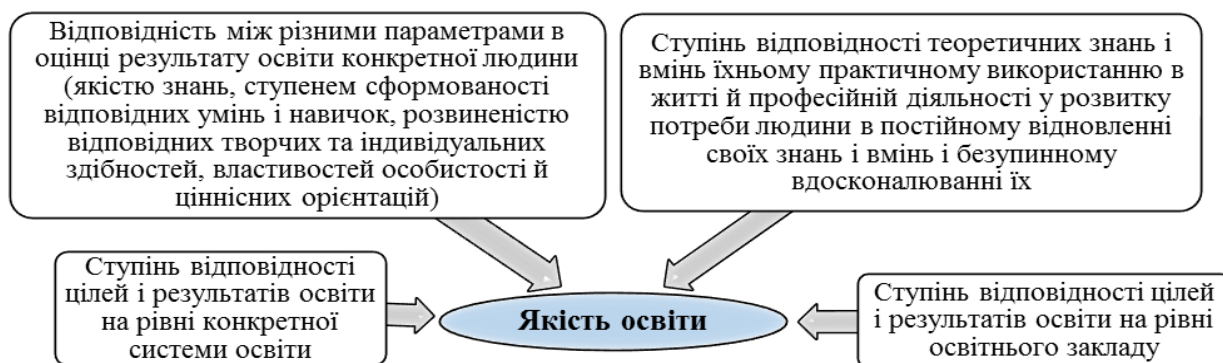 Відповідність між різними параметрами в
оцінці результату освіти конкретної людини
(якістю знань, ступенем сформованості
відповідних умінь і навичок, розвиненістю
відповідних творчих та індивідуальних
здібностей, властивостей особистості й
ціннісних орієнтацій)
Ступінь відповідності теоретичних знань і
вмінь їхньому практичному використанню в
житті й професійній діяльності у розвитку
потреби людини в постійному відновленні
своїх знань і вмінь і безупинному
вдосконалюванні їх
Ступінь відповідності
цілей і результатів освіти
на рівні конкретної
системи освіти
Якість освіти
Ступінь відповідності цілей
і результатів освіти на рівні
освітнього закладу